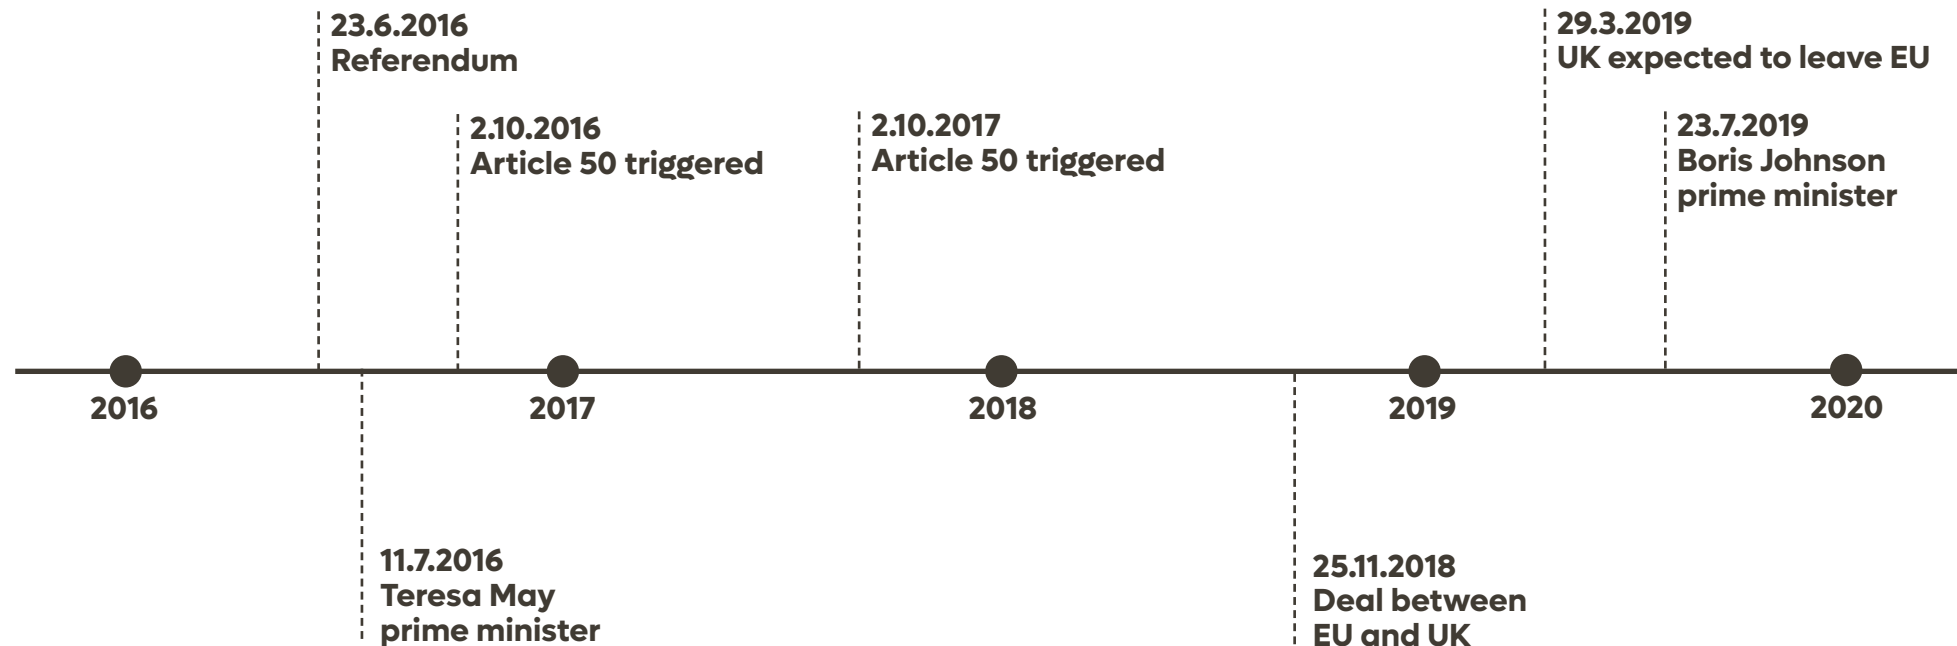 23.6.2016
Referendum
29.3.2019
UK expected to leave EU
2.10.2016
Article 50 triggered
2.10.2017
Article 50 triggered
23.7.2019
Boris Johnson
prime minister
2016
2017
2018
2019
2020
11.7.2016
Teresa May
prime minister
25.11.2018
Deal between
EU and UK